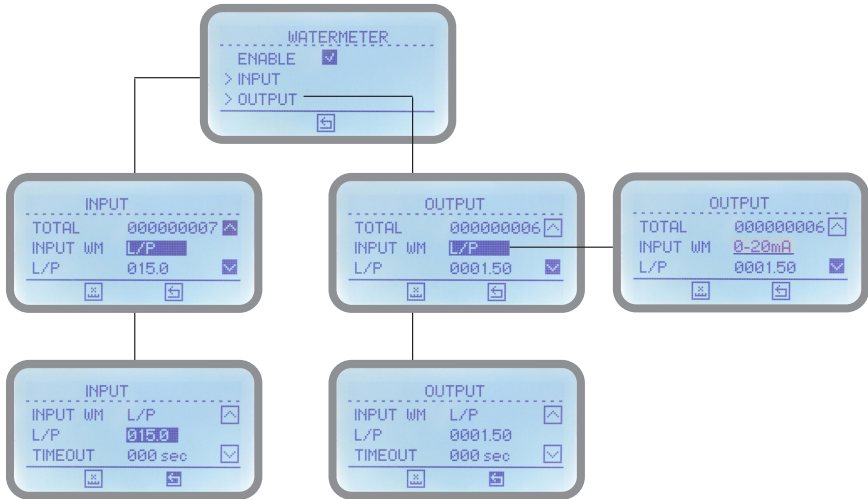 WATERMETER
ENABLE
> INPUT
> OUTPUT
INPUT
TOTAL 000000007
INPUT WM L/P
L/P 015.0
OUTPUT
TOTAL 000000006
INPUT WM L/P
L/P 0001.50
OUTPUT
TOTAL 000000006
INPUT WM 0-20mA
L/P 0001.50
INPUT
INPUT WM L/P
L/P 015.0
TIMEOUT 000 sec
OUTPUT
INPUT WM L/P
L/P 0001.50
TIMEOUT 000 sec